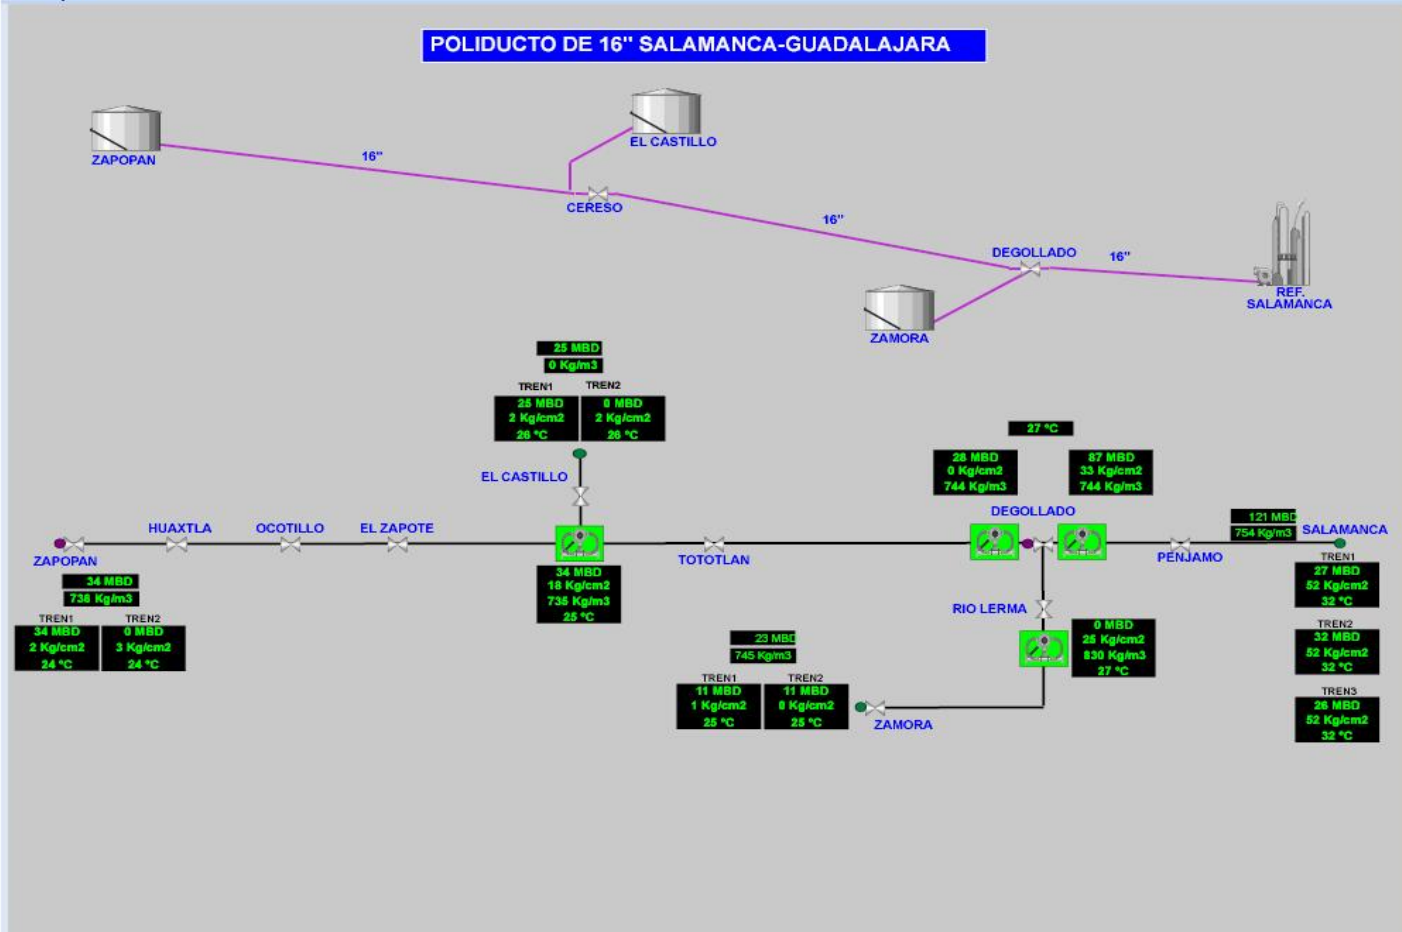 POLIDUCTO DE 16" SALAMANCA-GUADALAJARA
ZAPOPAN
16"
EL CASTILLO
CERESO
16"
DEGOLLADO
16"
REF.
SALAMANCA
ZAMORA
25 MBD
0 Kg/m3
TREN1
25 MBD
2 Kg/cm2
26 °C
TREN2
0 MBD
2 Kg/cm2
26 °C
EL CASTILLO
27 °C
28 MBD
0 Kg/cm2
744 Kg/m3
87 MBD
33 Kg/cm2
744 Kg/m3
DEGOLLADO
HUAXTLA
OCOTILLO
EL ZAPOTE
ZAPOPAN
34 MBD
736 Kg/m3
TREN1
34 MBD
2 Kg/cm2
24 °C
TREN2
0 MBD
3 Kg/cm2
24 °C
34 MBD
18 Kg/cm2
735 Kg/m3
25 °C
TOTOTLAN
PENJAMO
121 MBD
754 Kg/m3
SALAMANCA
TREN1
27 MBD
52 Kg/cm2
32 °C
TREN2
32 MBD
52 Kg/cm2
32 °C
TREN3
26 MBD
52 Kg/cm2
32 °C
RIO LERMA
0 MBD
25 Kg/cm2
830 Kg/m3
27 °C
23 MBD
745 Kg/m3
TREN1
11 MBD
1 Kg/cm2
25 °C
TREN2
11 MBD
0 Kg/cm2
25 °C
ZAMORA